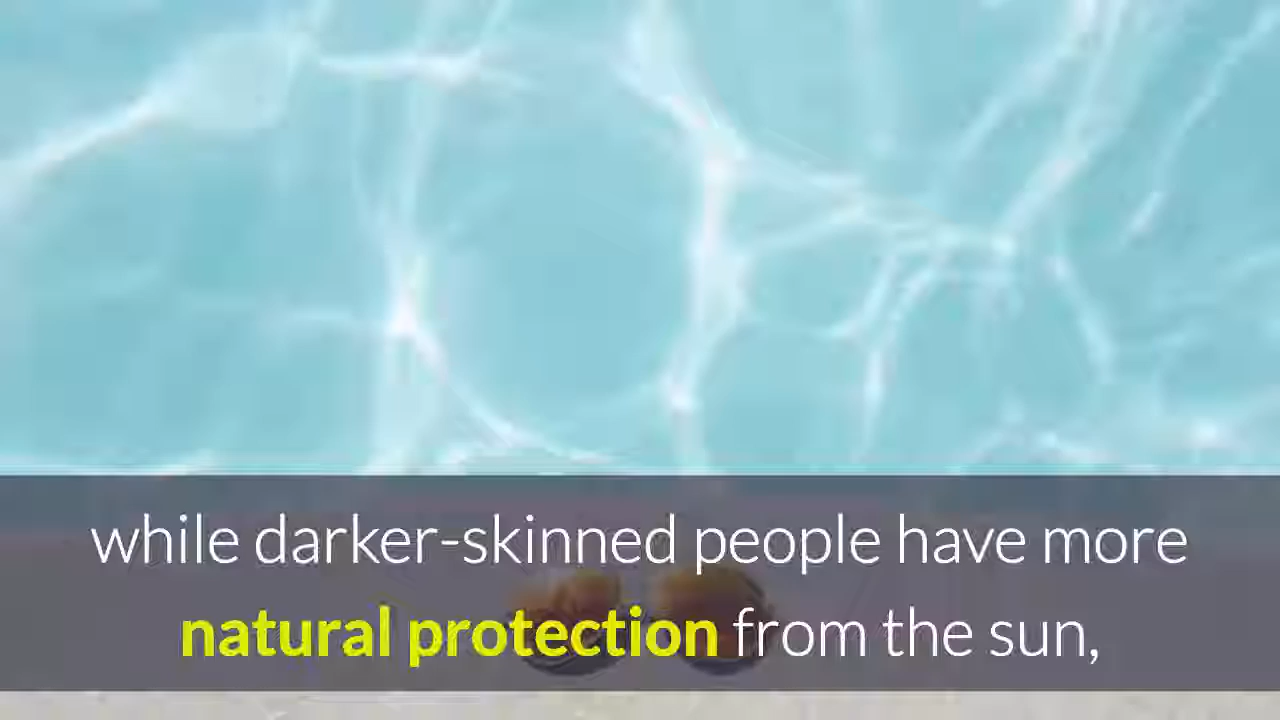 while darker-skinned people have more
natural protection from the sun,